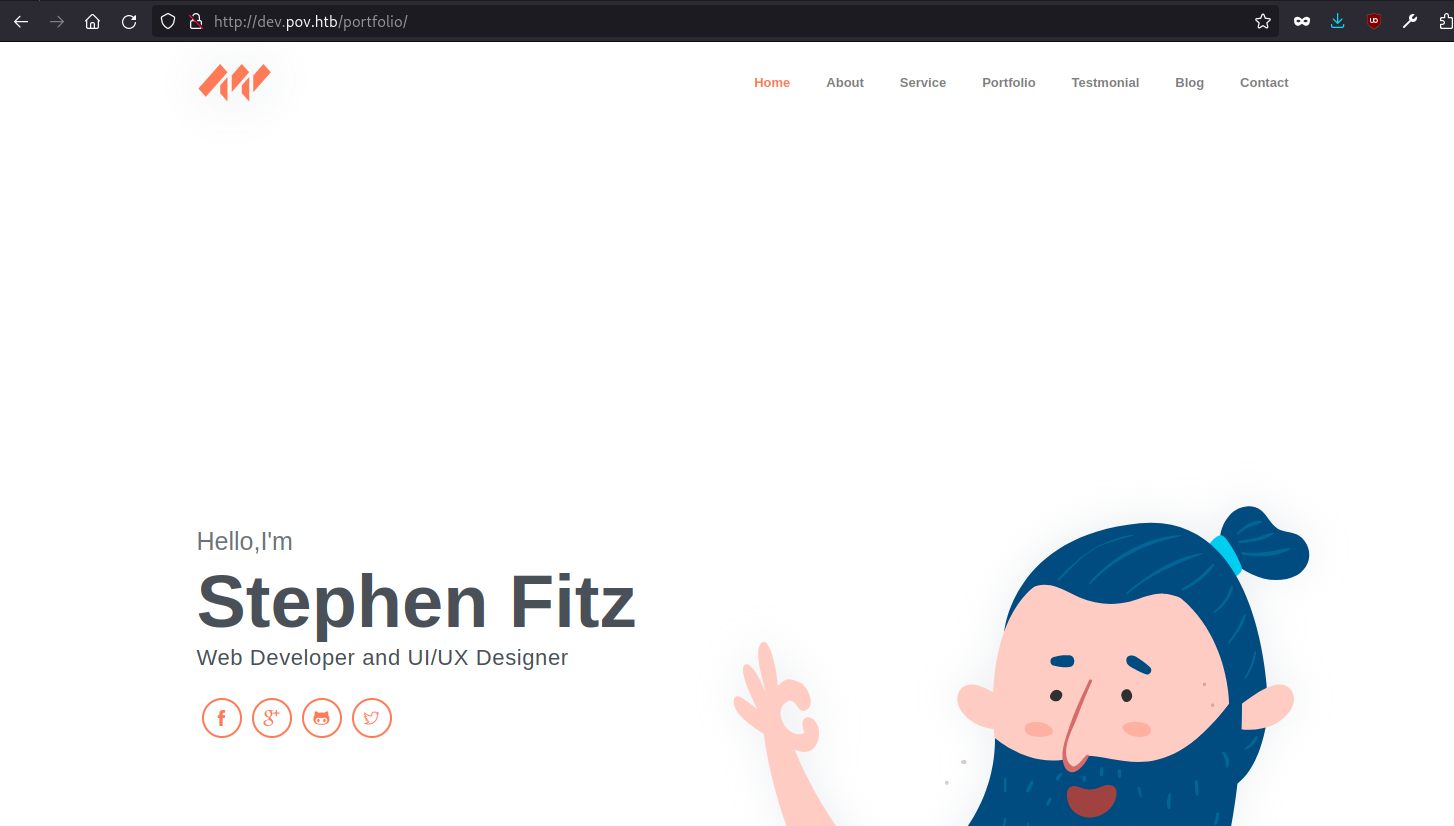 http://dev.pov.htb/portfolio/
Home About Service Portfolio Testmonial Blog Contact
Hello,I'm
Stephen Fitz
Web Developer and UI/UX Designer